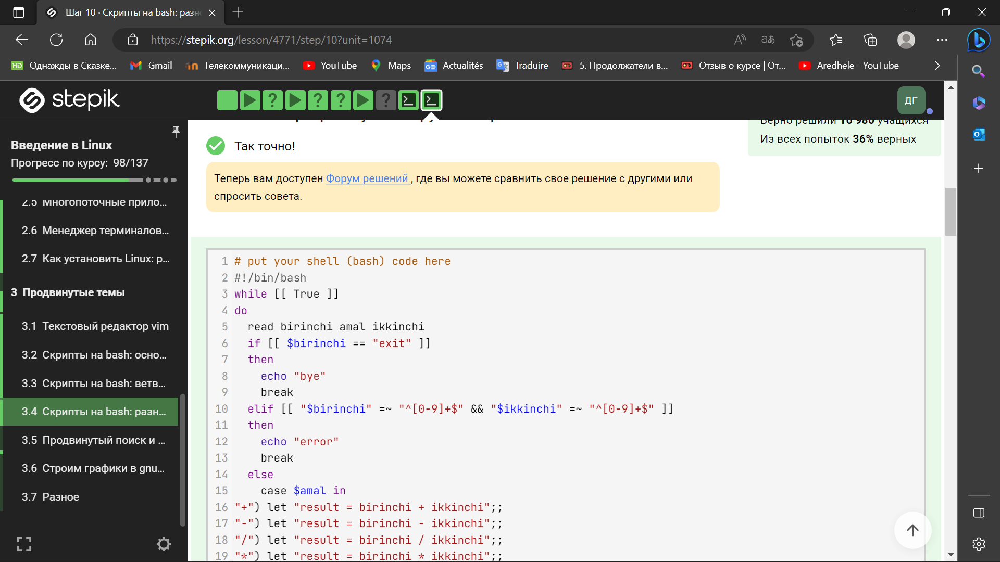 Шаг 10 · Скрипты на bash: разн
https://stepik.org/lesson/4771/step/10?unit=1074
Однажды в Сказке...
Gmail
Телекоммуникаци...
YouTube
Maps
Actualités
Traduire
5. Продолжатели в...
Отзыв о курсе | От...
Aredhele - YouTube
stepik
ДГ
Введение в Linux
Прогресс по курсу: 98/137
2.5 Многопоточные прило...
2.6 Менеджер терминалов...
2.7 Как установить Linux: р...
3 Продвинутые темы
3.1 Текстовый редактор vim
3.2 Скрипты на bash: осно...
3.3 Скрипты на bash: ветв...
3.4 Скрипты на bash: разн...
3.5 Продвинутый поиск и ...
3.6 Строим графики в gnu...
3.7 Разное
Верно решили 16 980 учащихся
Из всех попыток 36% верных
Так точно!
Теперь вам доступен Форум решений , где вы можете сравнить свое решение с другими или
спросить совета.
1 # put your shell (bash) code here
2 #!/bin/bash
3 while [[ True ]]
4 do
5 read birinchi amal ikkinchi
6 if [[ $birinchi == "exit" ]]
7 then
8 echo "bye"
9 break
10 elif [[ "$birinchi" =~ "^[0-9]+$" && "$ikkinchi" =~ "^[0-9]+$" ]]
11 then
12 echo "error"
13 break
14 else
15 case $amal in
16 "+") let "result = birinchi + ikkinchi";;
17 "-") let "result = birinchi - ikkinchi";;
18 "/") let "result = birinchi / ikkinchi";;
19 "*") let "result = birinchi * ikkinchi";;